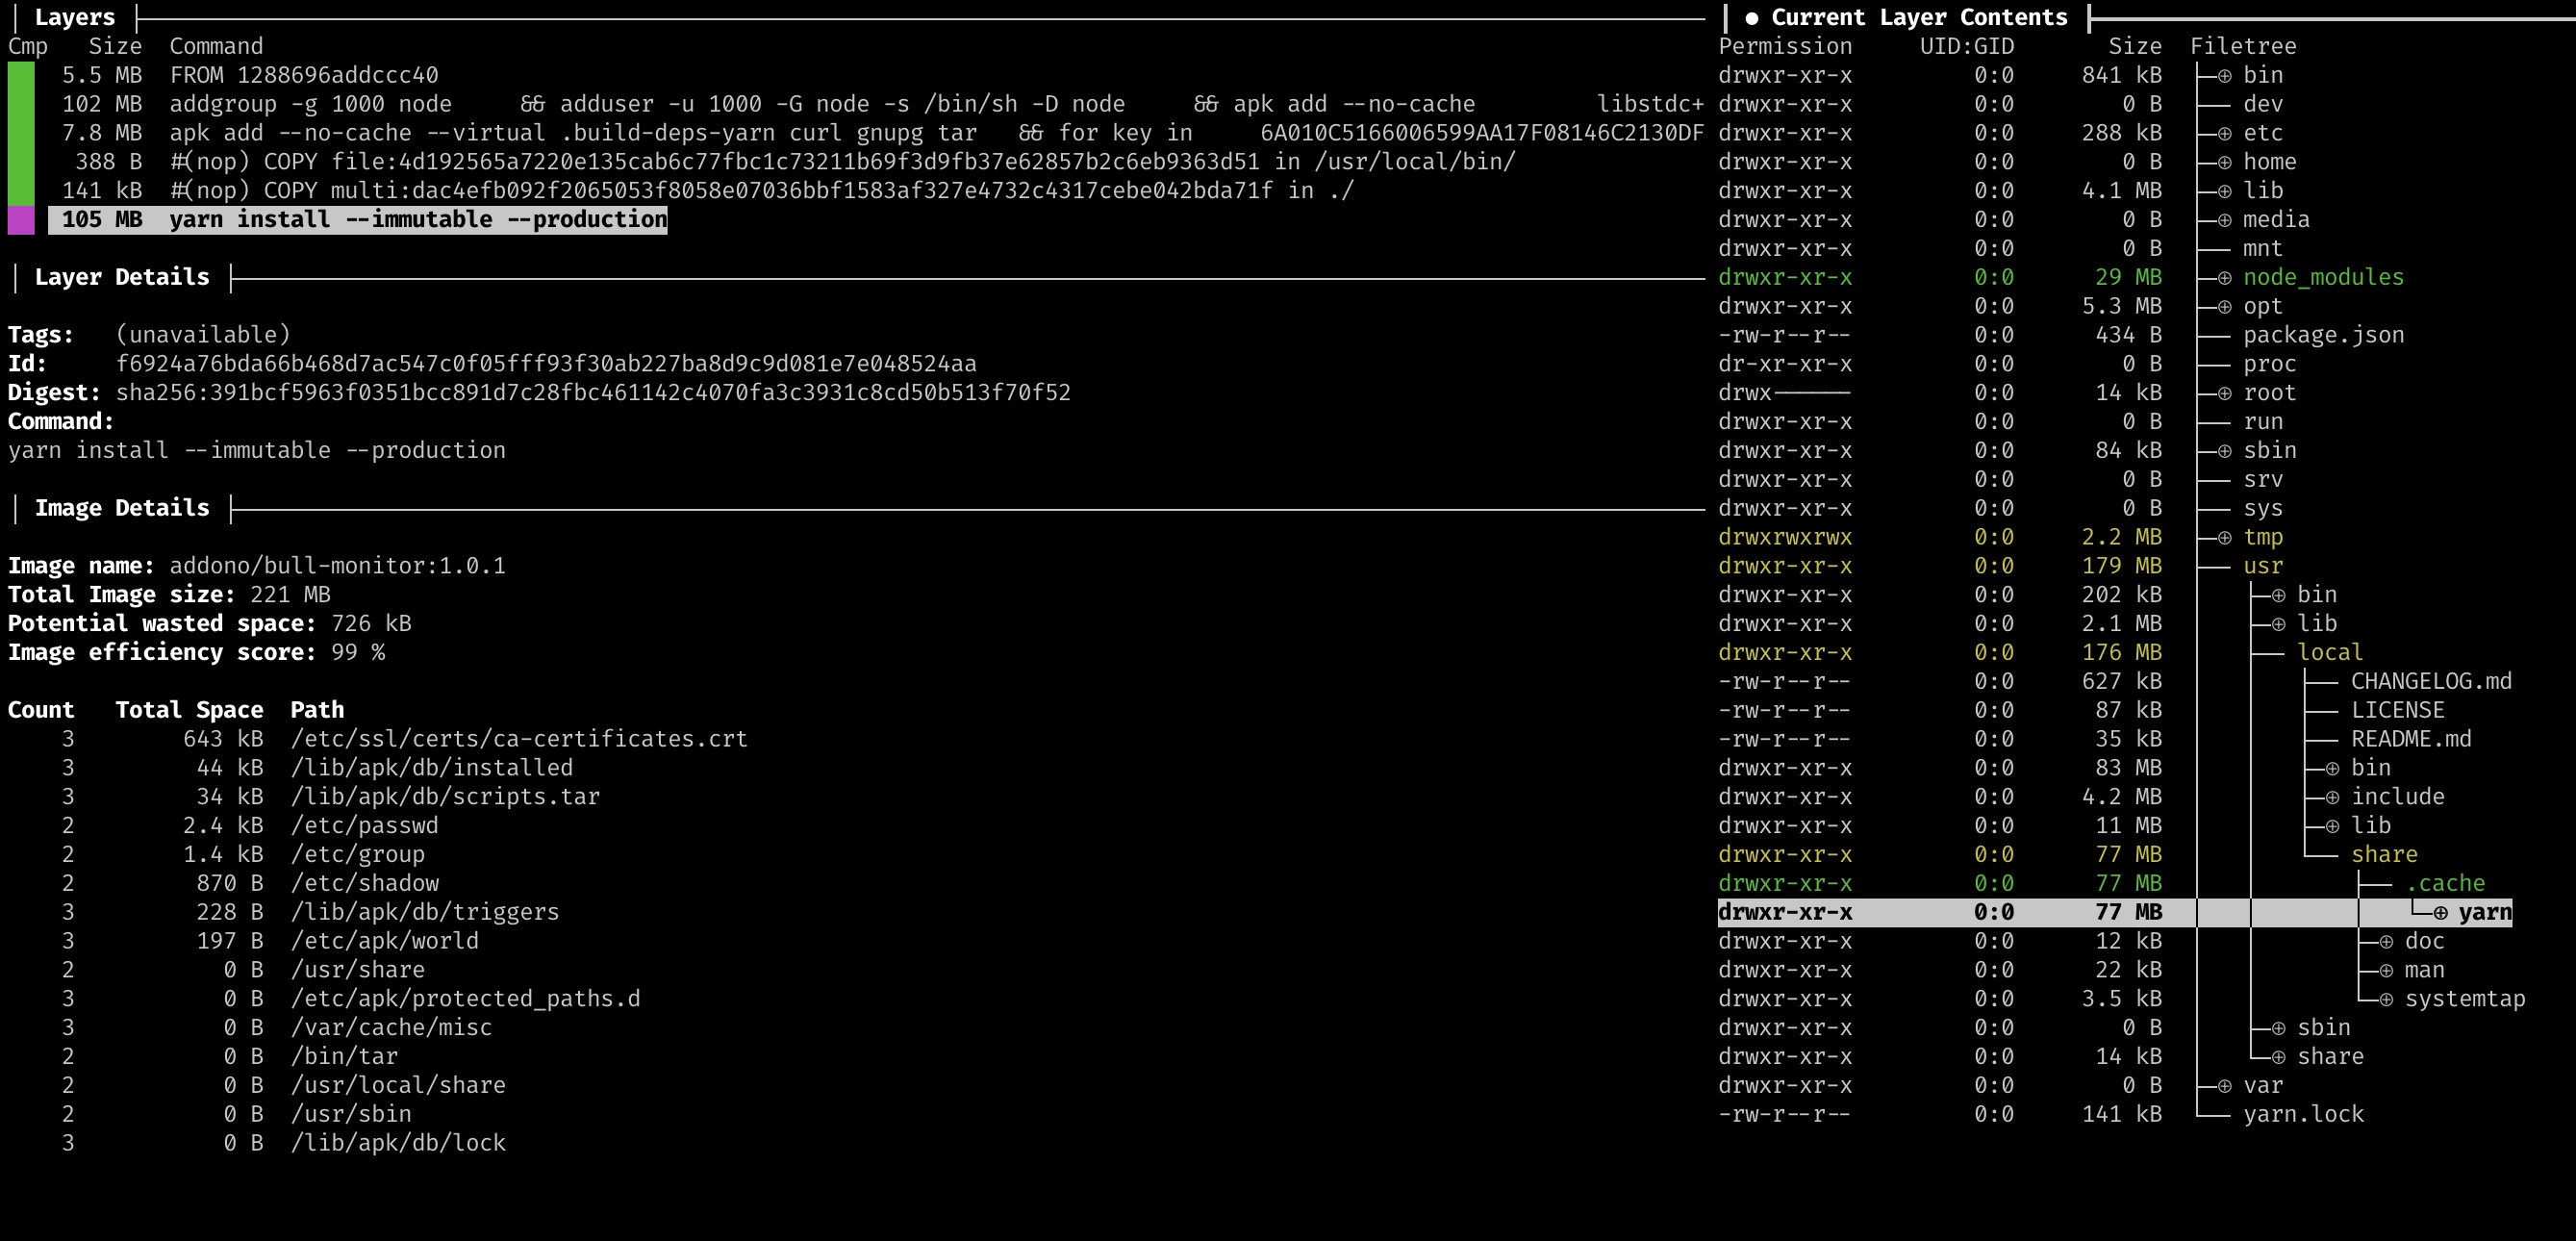 Layers
Cmp Size Command
5.5 MB FROM 1288696addccc40
102 MB addgroup -g 1000 node && adduser -u 1000 -G node -s /bin/sh -D node && apk add --no-cache libstdc+
7.8 MB apk add --no-cache --virtual .build-deps-yarn curl gnupg tar && for key in 6A010C5166006599AA17F08146C2130DF
388 B #(nop) COPY file:4d192565a7220e135cab6c77fbc1c73211b69f3d9fb37e62857b2c6eb9363d51 in /usr/local/bin/
141 kB #(nop) COPY multi:dac4efb092f2065053f8058e07036bbf1583af327e4732c4317cebe042bda71f in ./
105 MB yarn install --immutable --production
Layer Details
Tags: (unavailable)
Id: f6924a76bda66b468d7ac547c0f05fff93f30ab227ba8d9c9d081e7e048524aa
Digest: sha256:391bcf5963f0351bcc891d7c28fbc461142c4070fa3c3931c8cd50b513f70f52
Command:
yarn install --immutable --production
Image Details
Image name: addono/bull-monitor:1.0.1
Total Image size: 221 MB
Potential wasted space: 726 kB
Image efficiency score: 99 %
Count Total Space Path
3 643 kB /etc/ssl/certs/ca-certificates.crt
3 44 kB /lib/apk/db/installed
3 34 kB /lib/apk/db/scripts.tar
2 2.4 kB /etc/passwd
2 1.4 kB /etc/group
2 870 B /etc/shadow
3 228 B /lib/apk/db/triggers
3 197 B /etc/apk/world
2 0 B /usr/share
3 0 B /etc/apk/protected_paths.d
3 0 B /var/cache/misc
2 0 B /bin/tar
2 0 B /usr/local/share
2 0 B /usr/sbin
3 0 B /lib/apk/db/lock
● Current Layer Contents
Permission UID:GID Size Filetree
drwxr-xr-x 0:0 841 kB bin
drwxr-xr-x 0:0 0 B dev
drwxr-xr-x 0:0 288 kB etc
drwxr-xr-x 0:0 0 B home
drwxr-xr-x 0:0 4.1 MB lib
drwxr-xr-x 0:0 0 B media
drwxr-xr-x 0:0 0 B mnt
drwxr-xr-x 0:0 29 MB node_modules
drwxr-xr-x 0:0 5.3 MB opt
-rw-r--r-- 0:0 434 B package.json
dr-xr-xr-x 0:0 0 B proc
drwx------ 0:0 14 kB root
drwxr-xr-x 0:0 0 B run
drwxr-xr-x 0:0 84 kB sbin
drwxr-xr-x 0:0 0 B srv
drwxr-xr-x 0:0 0 B sys
drwxrwxrwx 0:0 2.2 MB tmp
drwxr-xr-x 0:0 179 MB usr
drwxr-xr-x 0:0 202 kB bin
drwxr-xr-x 0:0 2.1 MB lib
drwxr-xr-x 0:0 176 MB local
-rw-r--r-- 0:0 627 kB CHANGELOG.md
-rw-r--r-- 0:0 87 kB LICENSE
-rw-r--r-- 0:0 35 kB README.md
drwxr-xr-x 0:0 83 MB bin
drwxr-xr-x 0:0 4.2 MB include
drwxr-xr-x 0:0 11 MB lib
drwxr-xr-x 0:0 77 MB share
drwxr-xr-x 0:0 77 MB .cache
drwxr-xr-x 0:0 77 MB yarn
drwxr-xr-x 0:0 12 kB doc
drwxr-xr-x 0:0 22 kB man
drwxr-xr-x 0:0 3.5 kB systemtap
drwxr-xr-x 0:0 0 B sbin
drwxr-xr-x 0:0 14 kB share
drwxr-xr-x 0:0 0 B var
-rw-r--r-- 0:0 141 kB yarn.lock